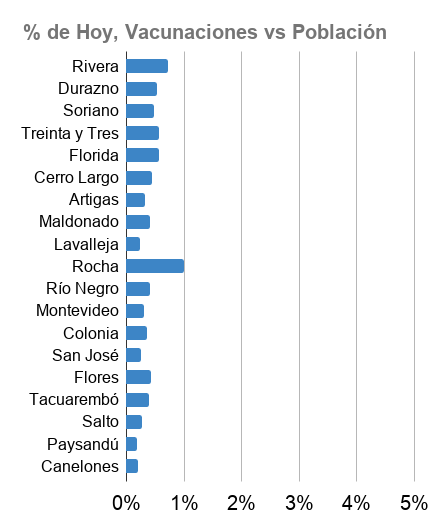 % de Hoy, Vacunaciones vs Población
Rivera
Durazno
Soriano
Treinta y Tres
Florida
Cerro Largo
Artigas
Maldonado
Lavalleja
Rocha
Río Negro
Montevideo
Colonia
San José
Flores
Tacuarembó
Salto
Paysandú
Canelones
0% 1% 2% 3% 4% 5%